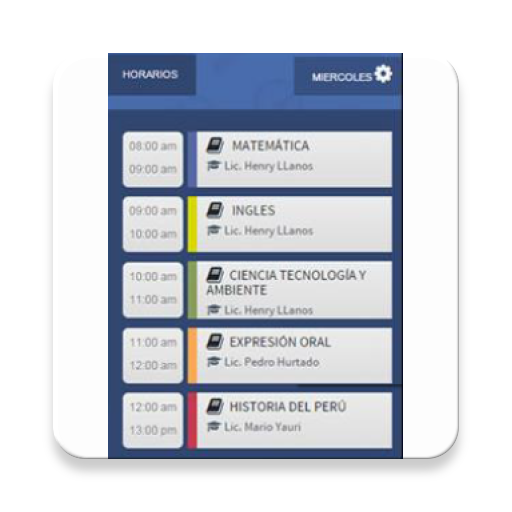 HORARIOS
MIERCOLES
08:00 am
09:00 am
MATEMÁTICA
Lic. Henry LLanos
09:00 am
10:00 am
INGLES
Lic. Henry LLanos
10:00 am
11:00 am
CIENCIA TECNOLOGÍA Y
AMBIENTE
Lic. Henry LLanos
11:00 am
12:00 am
EXPRESIÓN ORAL
Lic. Pedro Hurtado
12:00 am
13:00 pm
HISTORIA DEL PERÚ
Lic. Mario Yauri